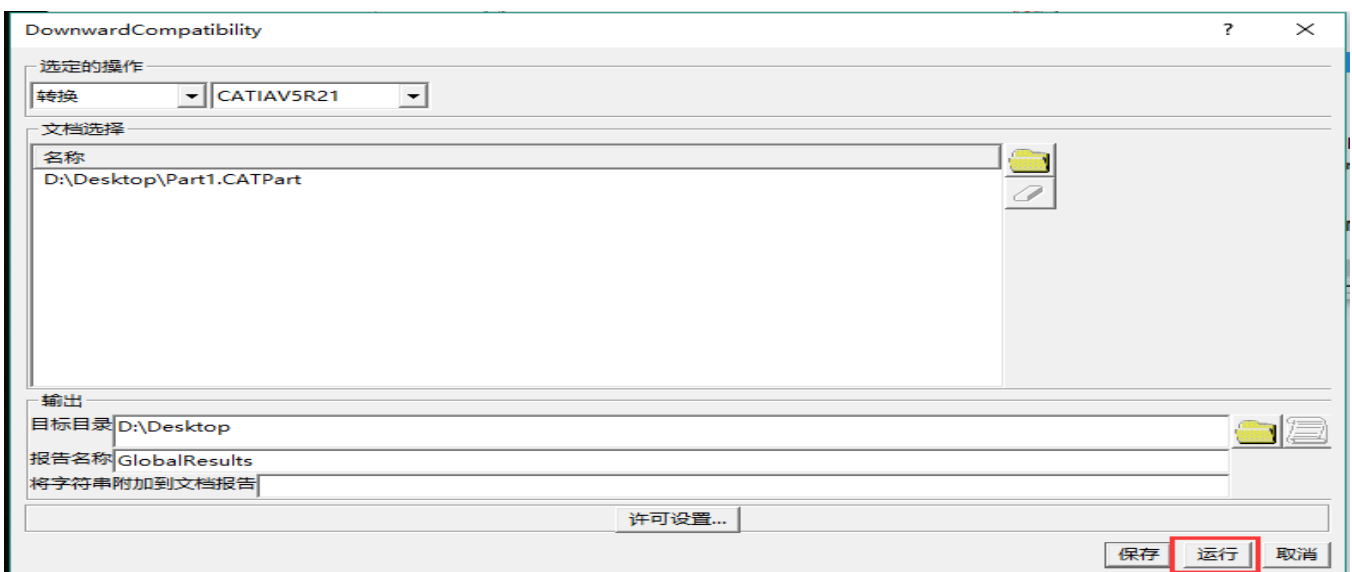 DownwardCompatibility ?
选定的操作
转换 CATIAV5R21
文档选择
名称
D:\Desktop\Part1.CATPart
输出
目标目录 D:\Desktop
报告名称 GlobalResults
将字符串附加到文档报告
许可设置...
保存 运行 取消